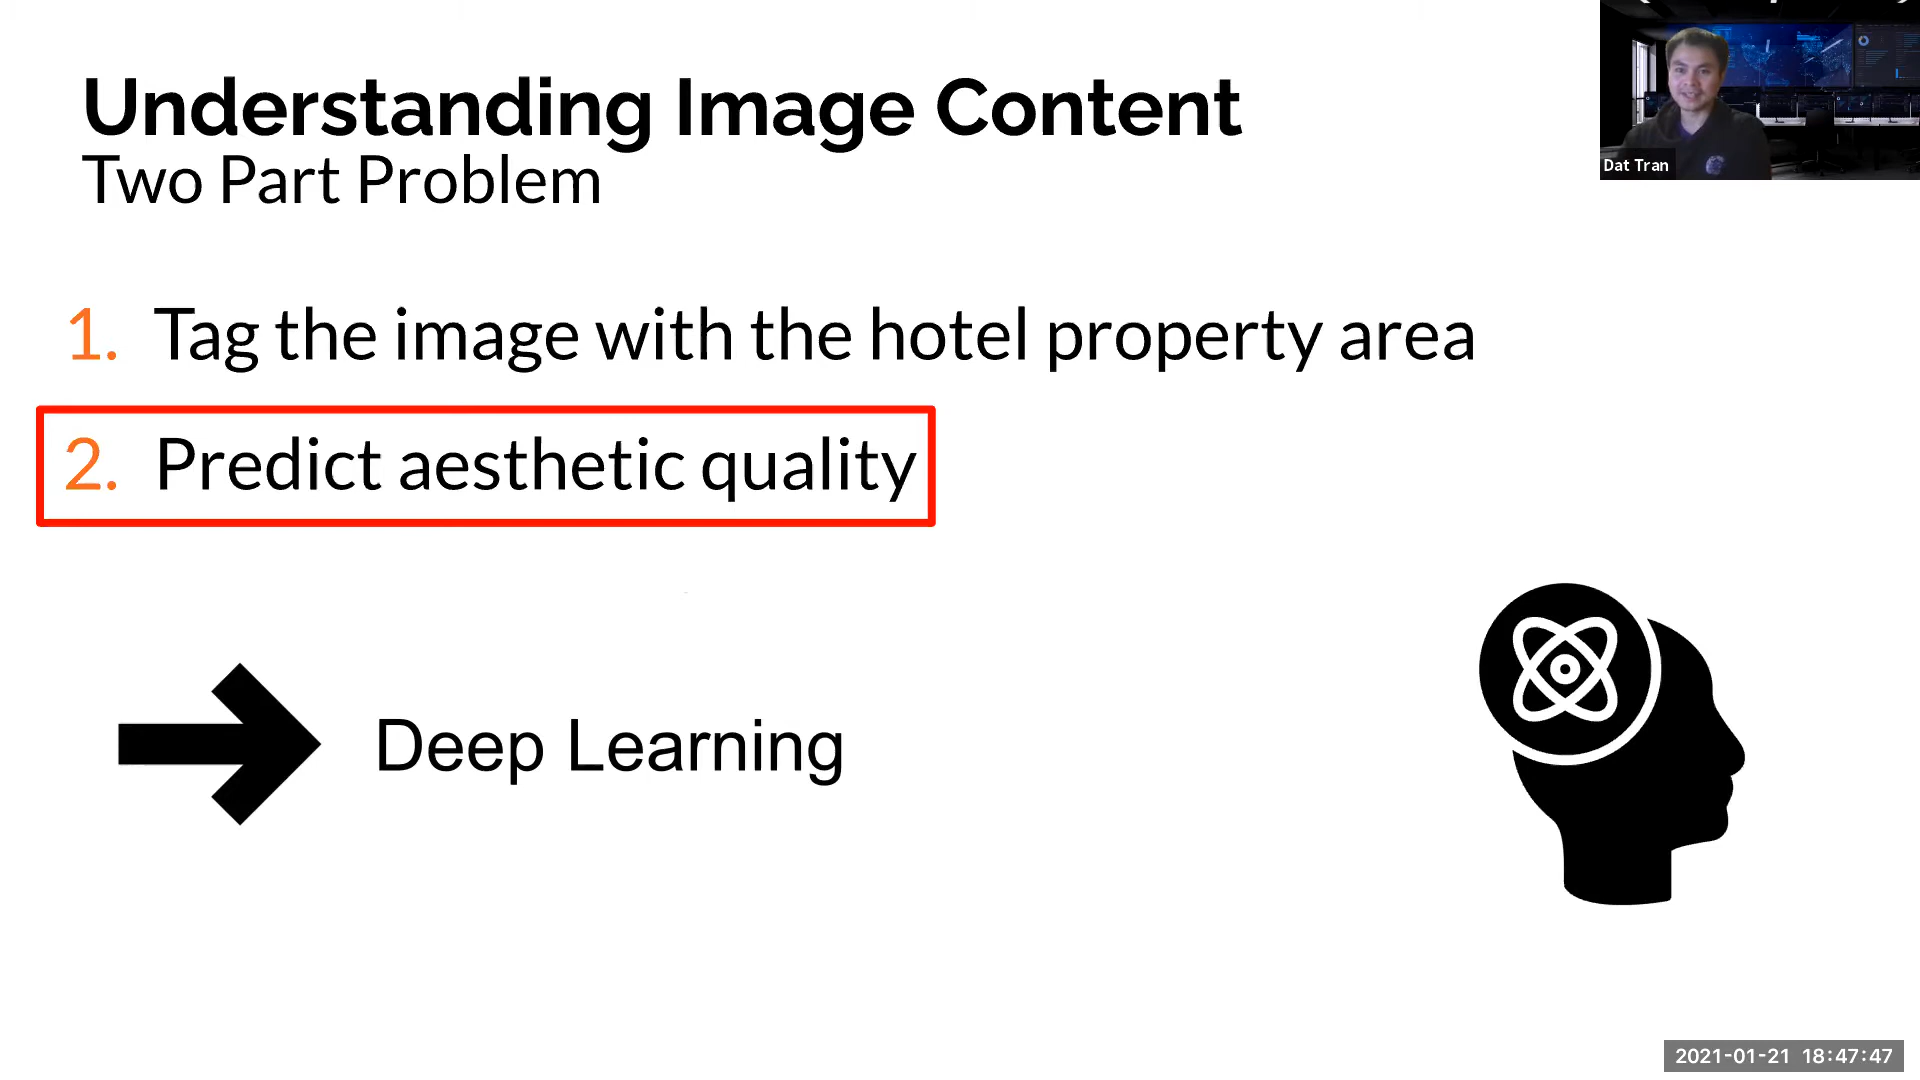 Understanding Image Content
Two Part Problem
Dat Tran
1. Tag the image with the hotel property area
2. Predict aesthetic quality
Deep Learning
2021-01-21 18:47:47